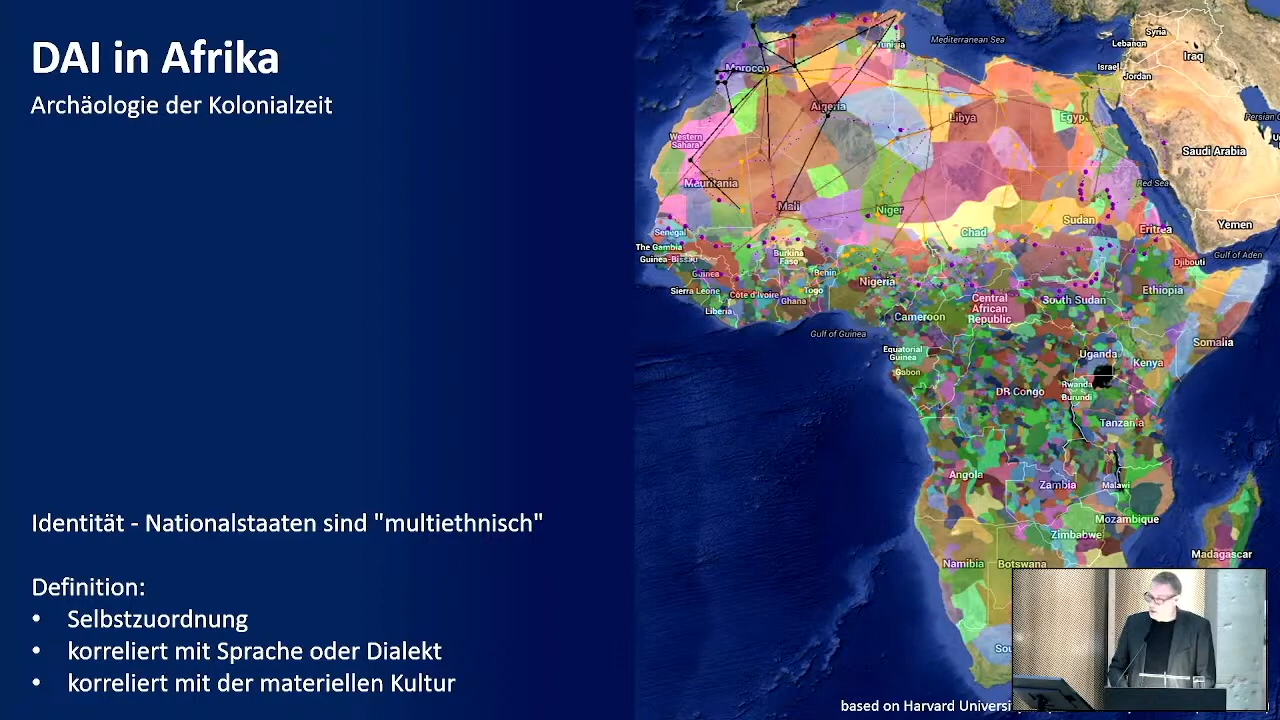 DAI in Afrika
Archäologie der Kolonialzeit
Identität - Nationalstaaten sind "multiethnisch"
Definition:
• Selbstzuordnung
• korreliert mit Sprache oder Dialekt
• korreliert mit der materiellen Kultur
Mediterranean Sea
Syria
Lebanon
Iraq
Israel
Jordan
Tunisia
Morocco
Algeria
Libya
Egypt
Persian
Saudi Arabia
Western
Sahara
Mauritania
Mali
Niger
Chad
Sudan
Red Sea
Eritrea
Yemen
Gulf of Aden
Djibouti
Senegal
The Gambia
Guinea-Bissau
Guinea
Sierra Leone
Liberia
Côte d'Ivoire
Burkina
Faso
Ghana
Togo
Benin
Nigeria
Cameroon
Central
African
Republic
South Sudan
Ethiopia
Somalia
Gulf of Guinea
Equatorial
Guinea
Gabon
DR Congo
Uganda
Kenya
Rwanda
Burundi
Tanzania
Angola
Zambia
Malawi
Mozambique
Zimbabwe
Madagascar
Namibia
Botswana
Sou
based on Harvard Universi